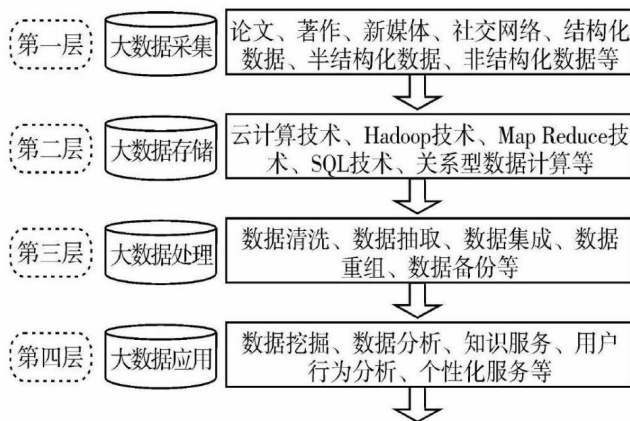 第一层
大数据采集
论文、著作、新媒体、社交网络、结构化
数据、半结构化数据、非结构化数据等
第二层
大数据存储
云计算技术、Hadoop技术、Map Reduce技
术、SQL技术、关系型数据计算等
第三层
大数据处理
数据清洗、数据抽取、数据集成、数据
重组、数据备份等
第四层
大数据应用
数据挖掘、数据分析、知识服务、用户
行为分析、个性化服务等